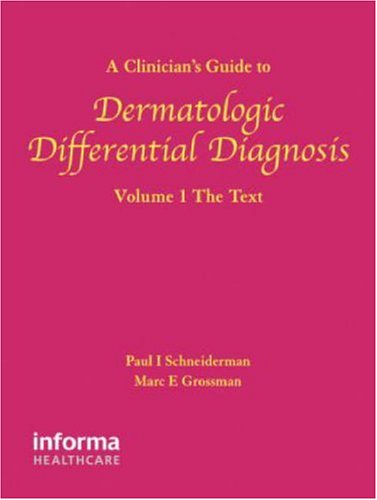 A Clinician's Guide to
Dermatologic
Differential Diagnosis
Volume 1 The Text
Paul I Schneiderman
Marc E Grossman
informa
HEALTHCARE